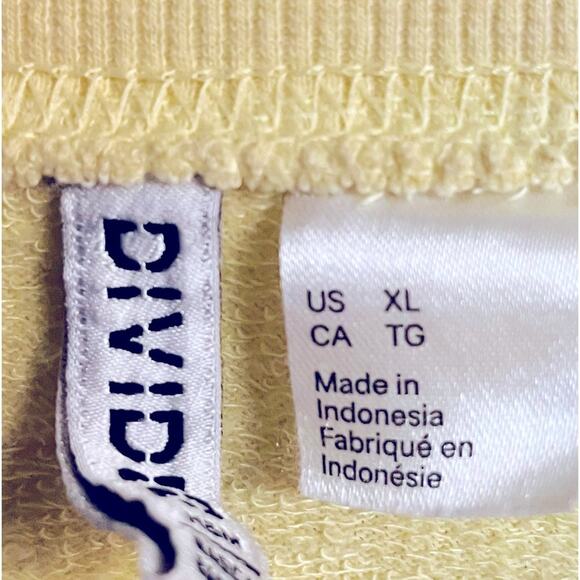 DIVID
US XL
CA TG
Made in
Indonesia
Fabriqué en
Indonésie